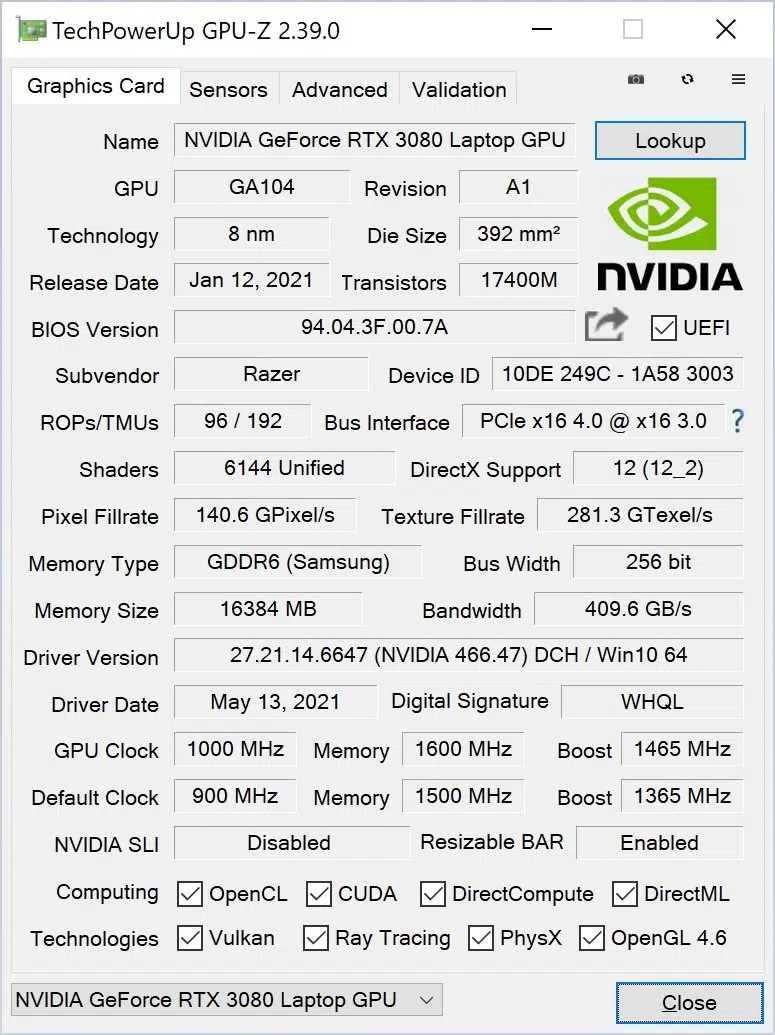 TechPowerUp GPU-Z 2.39.0
Graphics Card Sensors Advanced Validation
Name NVIDIA GeForce RTX 3080 Laptop GPU Lookup
GPU GA104 Revision A1
Technology 8 nm Die Size 392 mm²
Release Date Jan 12, 2021 Transistors 17400M
NVIDIA
BIOS Version 94.04.3F.00.7A UEFI
Subvendor Razer Device ID 10DE 249C - 1A58 3003
ROPs/TMUs 96 / 192 Bus Interface PCIe x16 4.0 @ x16 3.0 ?
Shaders 6144 Unified DirectX Support 12 (12_2)
Pixel Fillrate 140.6 GPixel/s Texture Fillrate 281.3 GTexel/s
Memory Type GDDR6 (Samsung) Bus Width 256 bit
Memory Size 16384 MB Bandwidth 409.6 GB/s
Driver Version 27.21.14.6647 (NVIDIA 466.47) DCH / Win10 64
Driver Date May 13, 2021 Digital Signature WHQL
GPU Clock 1000 MHz Memory 1600 MHz Boost 1465 MHz
Default Clock 900 MHz Memory 1500 MHz Boost 1365 MHz
NVIDIA SLI Disabled Resizable BAR Enabled
Computing OpenCL CUDA DirectCompute DirectML
Technologies Vulkan Ray Tracing PhysX OpenGL 4.6
NVIDIA GeForce RTX 3080 Laptop GPU Close